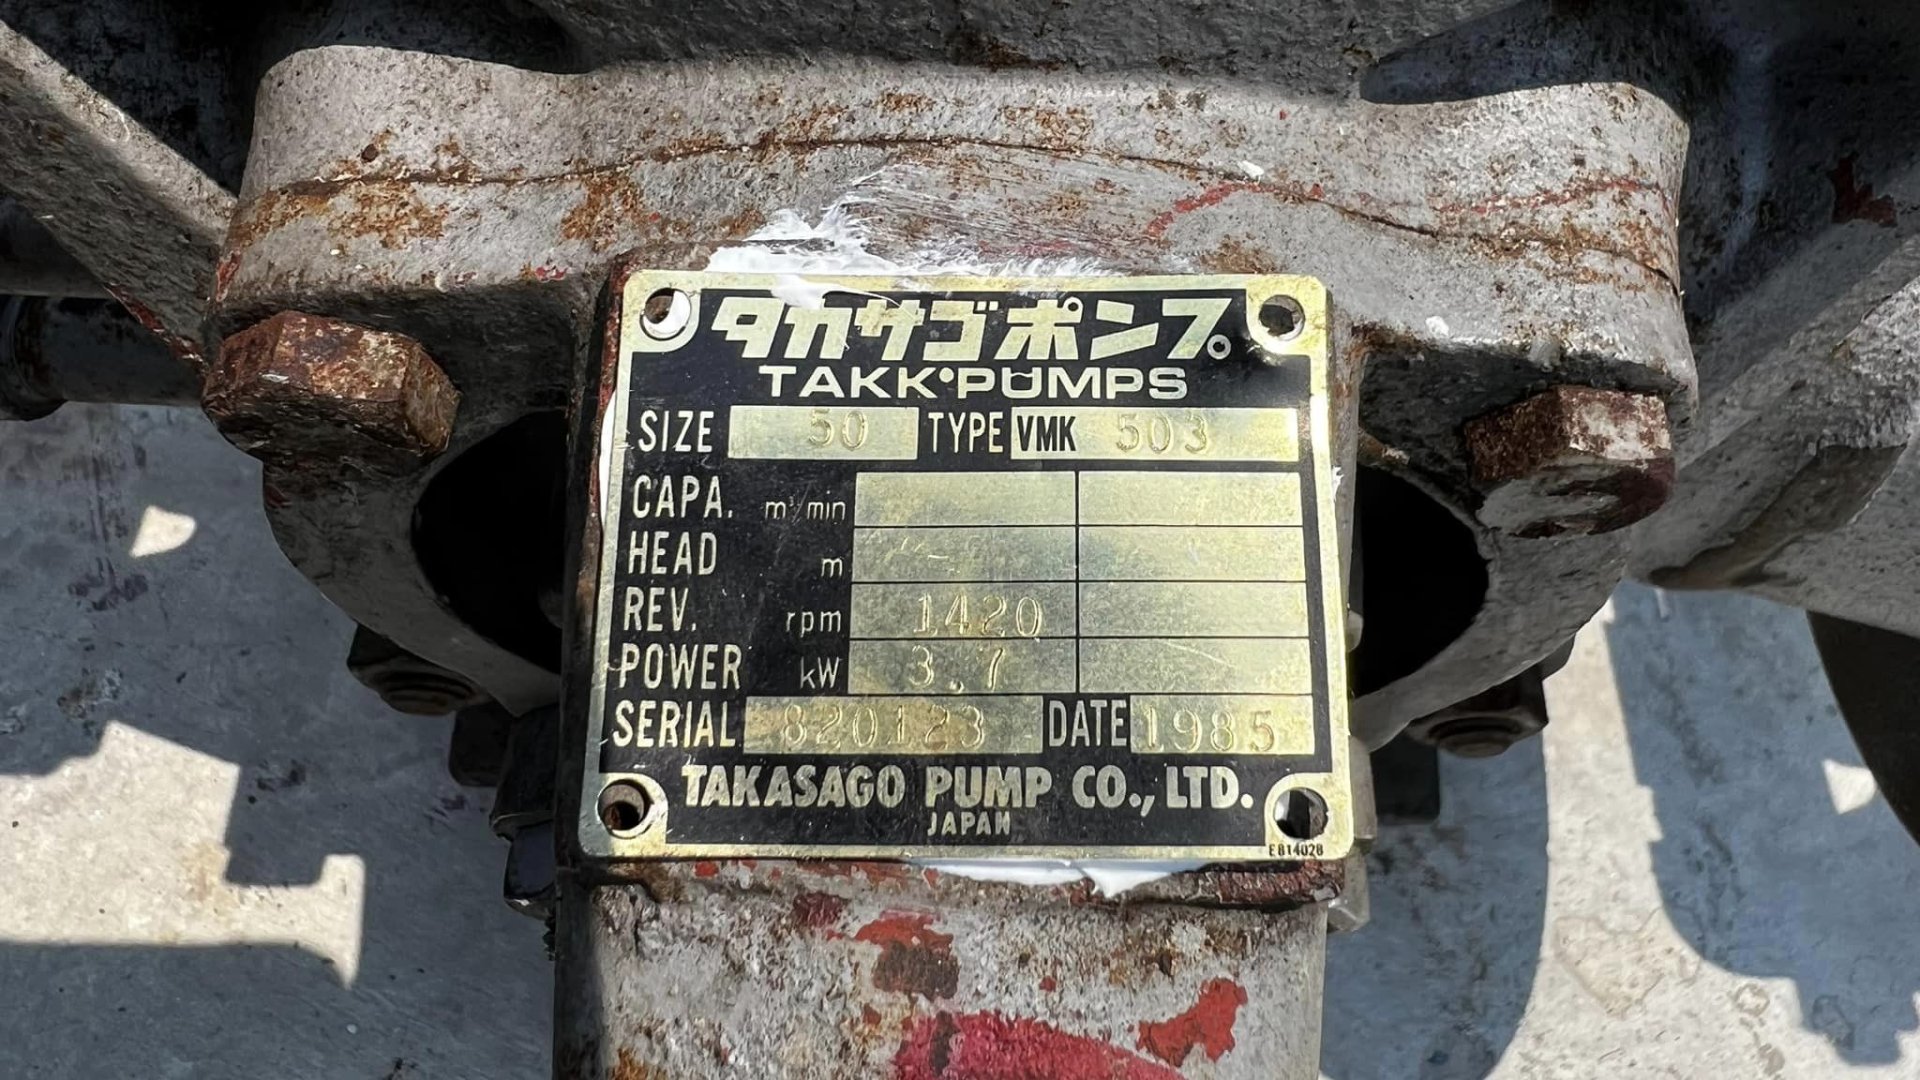 タカサゴポンプ
TAKK•PUMPS
SIZE 50 TYPE VMK 503
CAPA. m³/min
HEAD m
REV. rpm 1420
POWER kW 3.7
SERIAL 820123 DATE 1985
TAKASAGO PUMP CO., LTD.
JAPAN
E814028